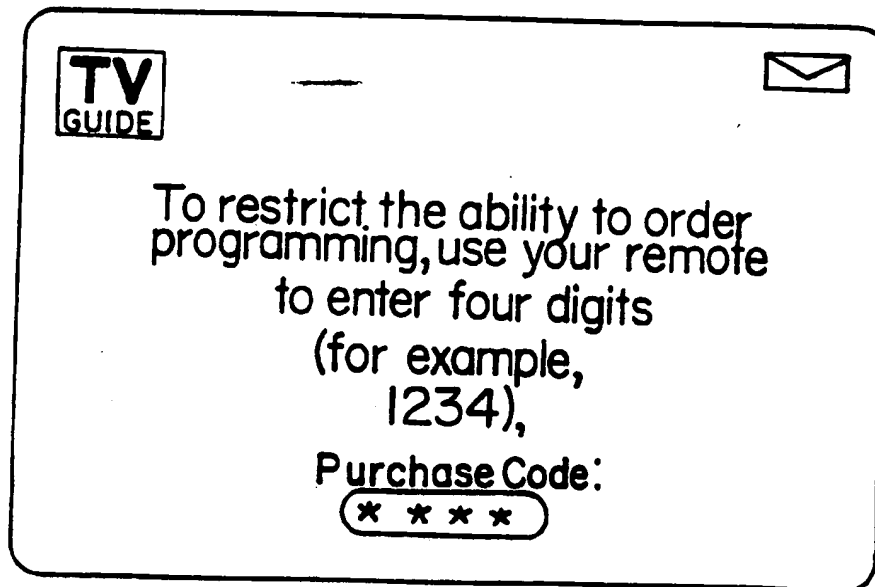 TV
GUIDE
To restrict the ability to order
programming, use your remote
to enter four digits
(for example,
1234),
Purchase Code:
* * * *